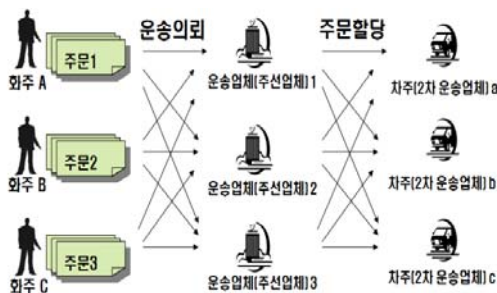 운송의뢰 주문할당
주문1
화주 A 운송업체(주선업체)1 차주(2차 운송업체) a
주문2
화주 B 운송업체(주선업체)2 차주(2차 운송업체) b
주문3
화주 C 운송업체(주선업체)3 차주(2차 운송업체) c